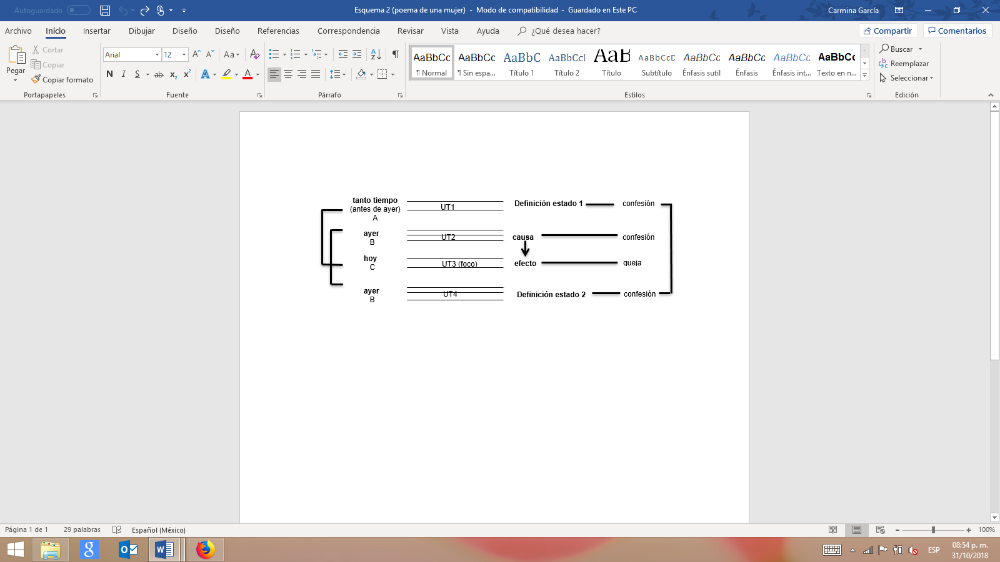 Autoguardado
Esquema 2 (poema de una mujer) - Modo de compatibilidad - Guardado en Este PC
Carmina García
Archivo Inicio Insertar Dibujar Diseño Diseño Referencias Correspondencia Revisar Vista Ayuda ¿Qué desea hacer? Compartir Comentarios
Pegar
Cortar
Copiar
Copiar formato
Portapapeles
Arial 12
N K S ab x₂ x² A A
Fuente
Párrafo
AaBbCc AaBbCc AaBbC AaBbCcI AaB AaBbCcD AaBbCc AaBbCc AaBbCc AaBbCc
¶ Normal ¶ Sin espa... Título 1 Título 2 Título Subtítulo Énfasis sutil Énfasis Énfasis int... Texto en n...
Estilos
Buscar
Reemplazar
Seleccionar
Edición
tanto tiempo
(antes de ayer)
A
UT1
Definición estado 1
confesión
ayer
B
UT2
causa
confesión
hoy
C
UT3 (foco)
efecto
queja
ayer
B
UT4
Definición estado 2
confesión
Página 1 de 1 29 palabras Español (México) 100%
ESP
08:54 p. m.
31/10/2018